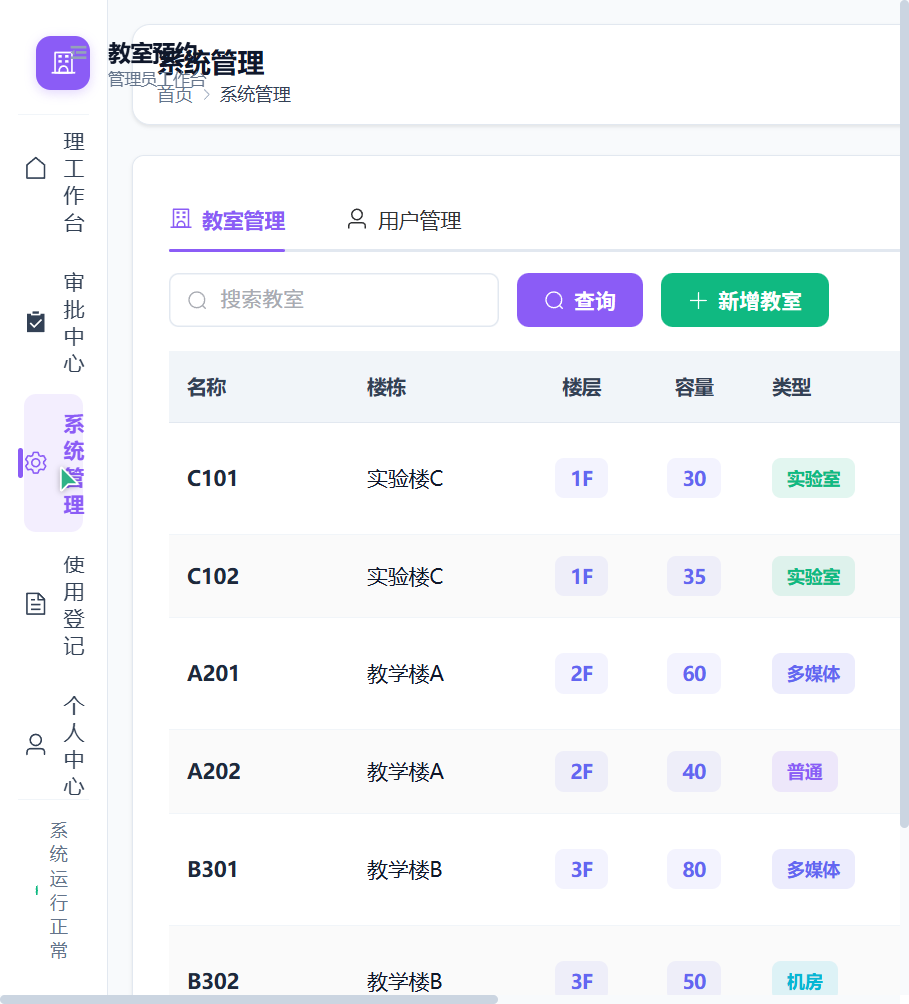 教室预约
管理员工作台
系统管理
首页 > 系统管理
理工作台
审批中心
系统管理
使用登记
个人中心
系统运行正常
教室管理 用户管理
搜索教室 查询 + 新增教室
名称 楼栋 楼层 容量 类型
C101 实验楼C 1F 30 实验室
C102 实验楼C 1F 35 实验室
A201 教学楼A 2F 60 多媒体
A202 教学楼A 2F 40 普通
B301 教学楼B 3F 80 多媒体
B302 教学楼B 3F 50 机房